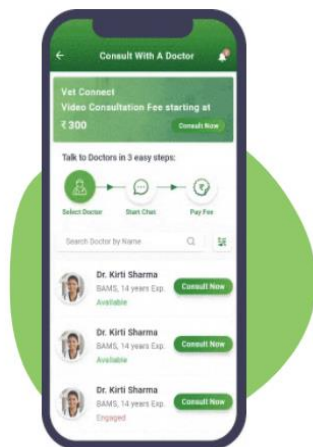 Consult With A Doctor
Vet Connect
Video Consultation Fee starting at
₹300
Consult Now
Talk to Doctors in 3 easy steps:
Select Doctor
Start Chat
Pay Fee
Search Doctor by Name
Dr. Kirti Sharma
BAMS, 14 years Exp.
Consult Now
Available
Dr. Kirti Sharma
BAMS, 14 years Exp.
Consult Now
Available
Dr. Kirti Sharma
BAMS, 14 years Exp.
Consult Now
Engaged